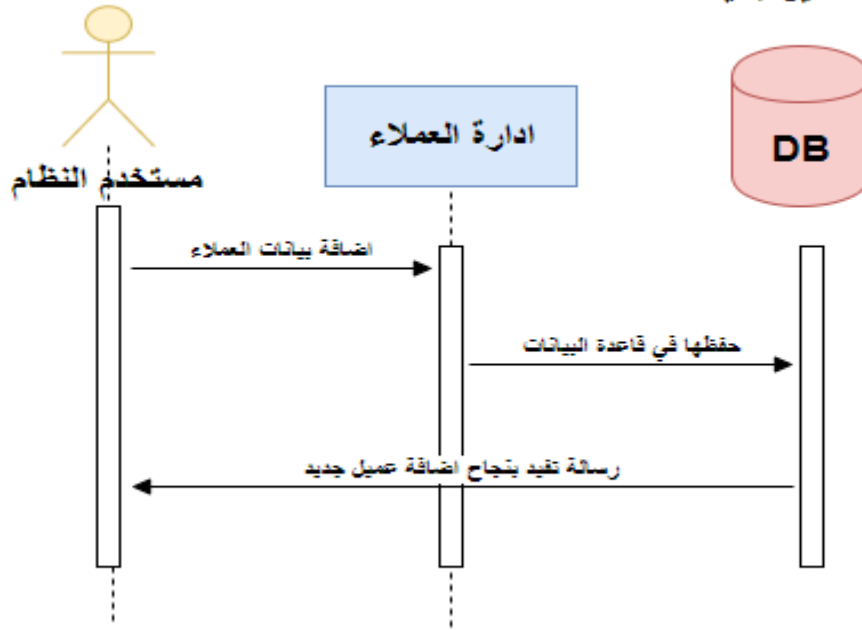 ادارة العملاء
DB
مستخدم النظام
اضافة بيانات العملاء
حفظها في قاعدة البيانات
رسالة تفيد بنجاح اضافة عميل جديد